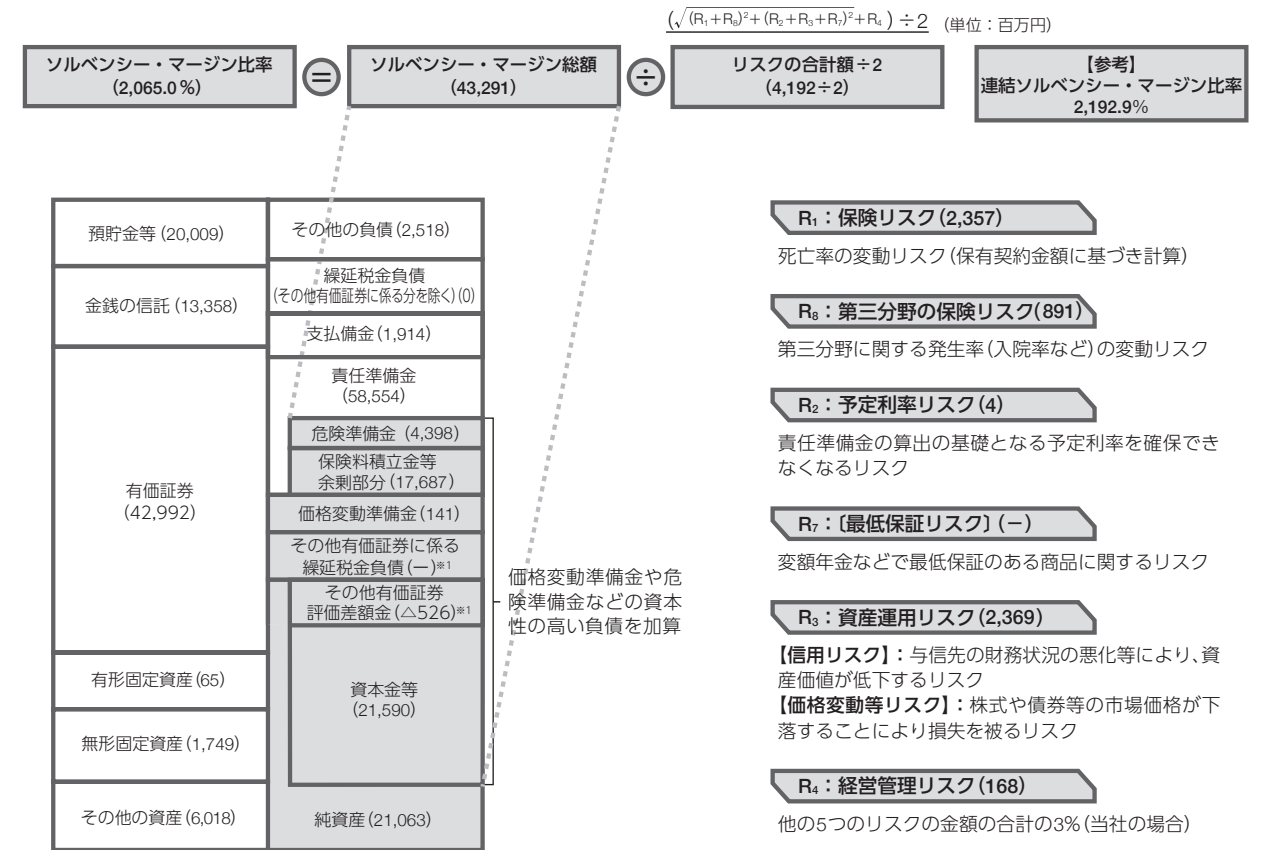 (√(R₁+R₈)²+(R₂+R₃+R₇)²+R₄)÷2 (単位：百万円)
ソルベンシー・マージン比率
(2,065.0%)
=
ソルベンシー・マージン総額
(43,291)
÷
リスクの合計額÷2
(4,192÷2)
【参考】
連結ソルベンシー・マージン比率
2,192.9%
預貯金等(20,009)
金銭の信託(13,358)
有価証券
(42,992)
有形固定資産(65)
無形固定資産(1,749)
その他の資産(6,018)
その他の負債(2,518)
繰延税金負債
(その他有価証券に係る分を除く)(0)
支払備金(1,914)
責任準備金
(58,554)
危険準備金 (4,398)
保険料積立金等
余剰部分(17,687)
価格変動準備金(141)
その他有価証券に係る
繰延税金負債(ー)※1
その他有価証券
評価差額金(△526)※1
資本金等
(21,590)
純資産(21,063)
価格変動準備金や危
険準備金などの資本
性の高い負債を加算
R₁：保険リスク(2,357)
死亡率の変動リスク(保有契約金額に基づき計算)
R₈：第三分野の保険リスク(891)
第三分野に関する発生率(入院率など)の変動リスク
R₂：予定利率リスク(4)
責任準備金の算出の基礎となる予定利率を確保でき
なくなるリスク
R₇：〔最低保証リスク〕(−)
変額年金などで最低保証のある商品に関するリスク
R₃：資産運用リスク(2,369)
【信用リスク】：与信先の財務状況の悪化等により、資
産価値が低下するリスク
【価格変動等リスク】：株式や債券等の市場価格が下
落することにより損失を被るリスク
R₄：経営管理リスク(168)
他の5つのリスクの金額の合計の3%(当社の場合)